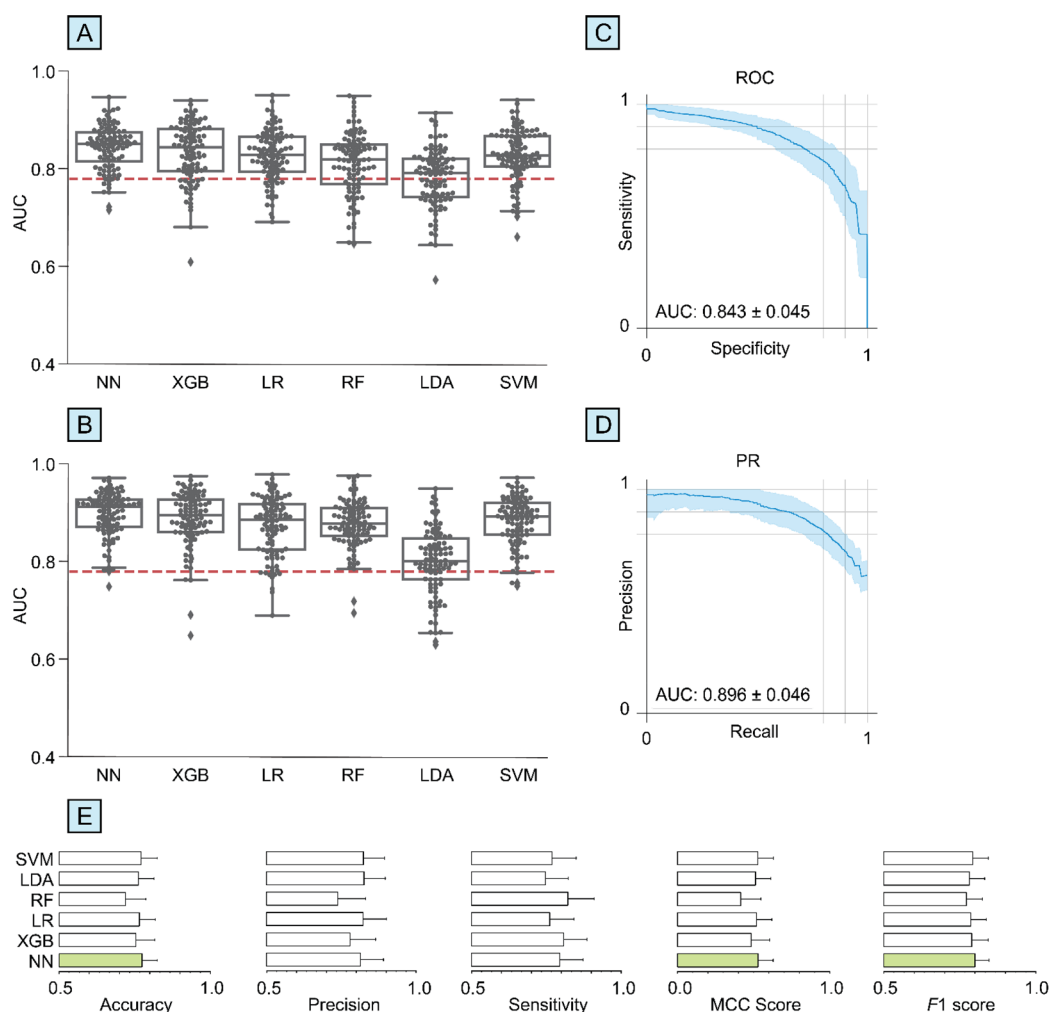 A
1.0
0.8
0.6
0.4
AUC
NN XGB LR RF LDA SVM
C
ROC
1
Sensitivity
0
AUC: 0.843 ± 0.045
0 1
Specificity
B
1.0
0.8
0.6
0.4
AUC
NN XGB LR RF LDA SVM
D
PR
1
Precision
0
AUC: 0.896 ± 0.046
0 1
Recall
E
SVM
LDA
RF
LR
XGB
NN
0.5 1.0
Accuracy
0.5 1.0
Precision
0.5 1.0
Sensitivity
0.0 1.0
MCC Score
0.5 1.0
F1 score